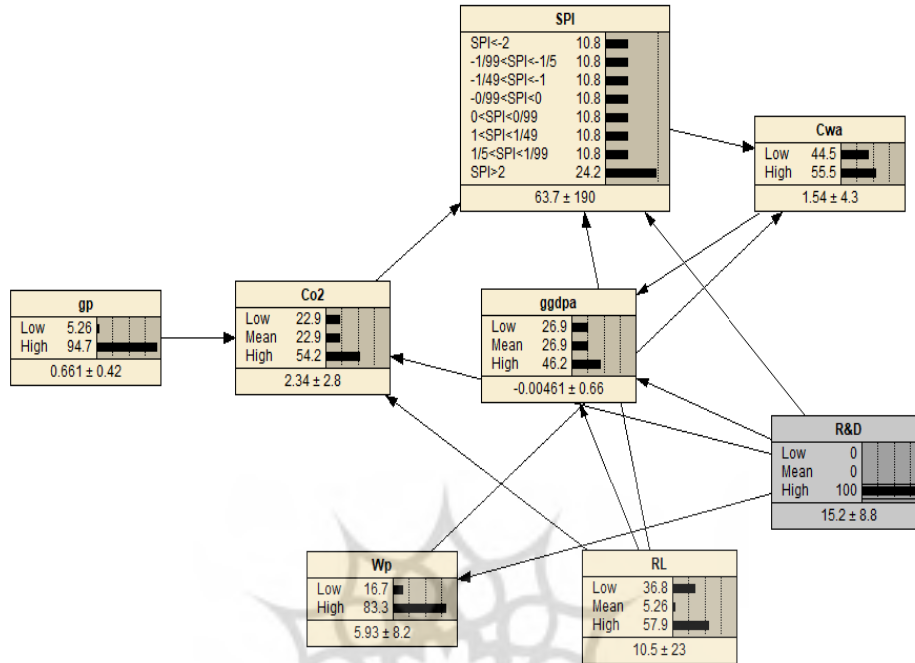 SPI
SPI<-2 10.8
-1/99<SPI<-1/5 10.8
-1/49<SPI<-1 10.8
-0/99<SPI<0 10.8
0<SPI<0/99 10.8
1<SPI<1/49 10.8
1/5<SPI<1/99 10.8
SPI>2 24.2
63.7 ± 190
Cwa
Low 44.5
High 55.5
1.54 ± 4.3
gp
Low 5.26
High 94.7
0.661 ± 0.42
Co2
Low 22.9
Mean 22.9
High 54.2
2.34 ± 2.8
ggdpa
Low 26.9
Mean 26.9
High 46.2
-0.00461 ± 0.66
R&D
Low 0
Mean 0
High 100
15.2 ± 8.8
Wp
Low 16.7
High 83.3
5.93 ± 8.2
RL
Low 36.8
Mean 5.26
High 57.9
10.5 ± 23